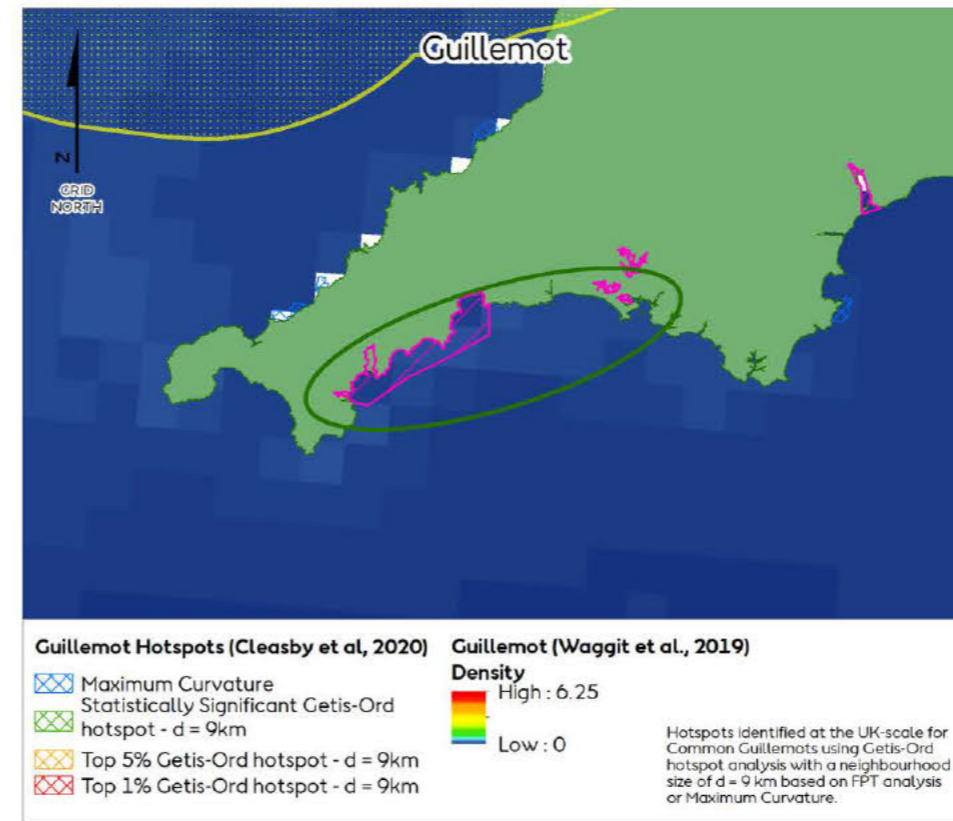 Guillemot
N
GRID
NORTH
Guillemot Hotspots (Cleasby et al, 2020)
Maximum Curvature
Statistically Significant Getis-Ord
hotspot - d = 9km
Top 5% Getis-Ord hotspot - d = 9km
Top 1% Getis-Ord hotspot - d = 9km
Guillemot (Waggit et al., 2019)
Density
High : 6.25
Low : 0
Hotspots identified at the UK-scale for
Common Guillemots using Getis-Ord
hotspot analysis with a neighbourhood
size of d = 9 km based on FPT analysis
or Maximum Curvature.